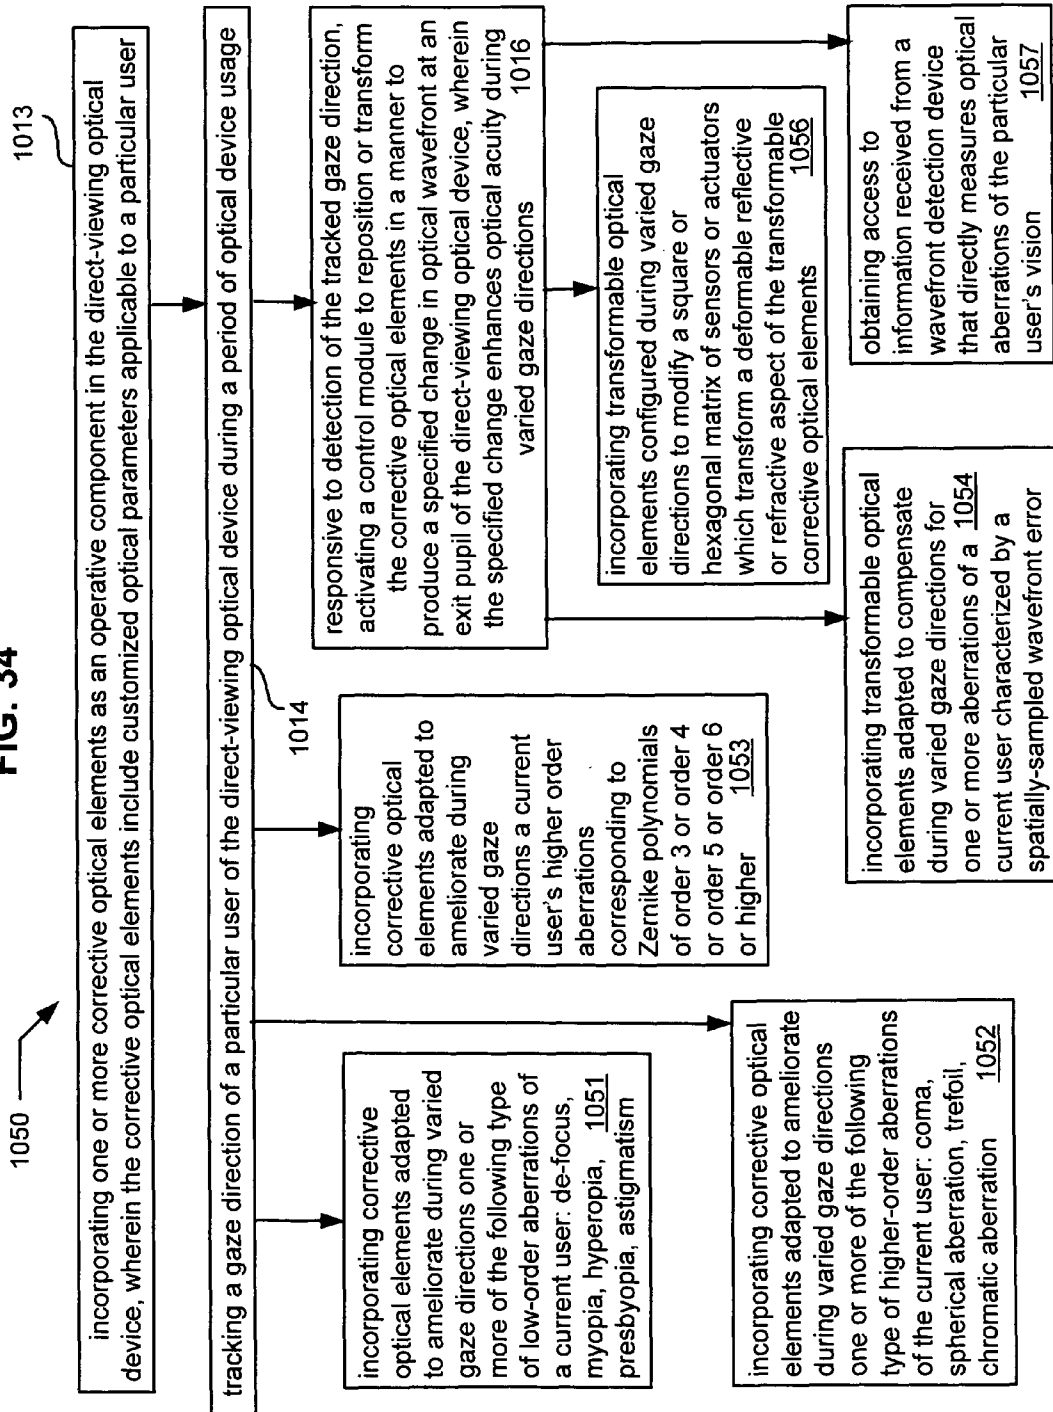 FIG. 34
1050
1013
incorporating one or more corrective optical elements as an operative component in the direct-viewing optical
device, wherein the corrective optical elements include customized optical parameters applicable to a particular user
tracking a gaze direction of a particular user of the direct-viewing optical device during a period of optical device usage
1014
responsive to detection of the tracked gaze direction,
activating a control module to reposition or transform
the corrective optical elements in a manner to
produce a specified change in optical wavefront at an
exit pupil of the direct-viewing optical device, wherein
the specified change enhances optical acuity during
varied gaze directions 1016
incorporating
corrective optical
elements adapted to
ameliorate during
varied gaze
directions a current
user's higher order
aberrations
corresponding to
Zernike polynomials
of order 3 or order 4
or order 5 or order 6
or higher 1053
incorporating corrective
optical elements adapted
to ameliorate during varied
gaze directions one or
more of the following type
of low-order aberrations of
a current user: de-focus,
myopia, hyperopia, 1051
presbyopia, astigmatism
incorporating transformable optical
elements configured during varied gaze
directions to modify a square or
hexagonal matrix of sensors or actuators
which transform a deformable reflective
or refractive aspect of the transformable
corrective optical elements 1056
incorporating corrective optical
elements adapted to ameliorate
during varied gaze directions
one or more of the following
type of higher-order aberrations
of the current user: coma,
spherical aberration, trefoil,
chromatic aberration 1052
incorporating transformable optical
elements adapted to compensate
during varied gaze directions for
one or more aberrations of a 1054
current user characterized by a
spatially-sampled wavefront error
obtaining access to
information received from a
wavefront detection device
that directly measures optical
aberrations of the particular
user's vision 1057